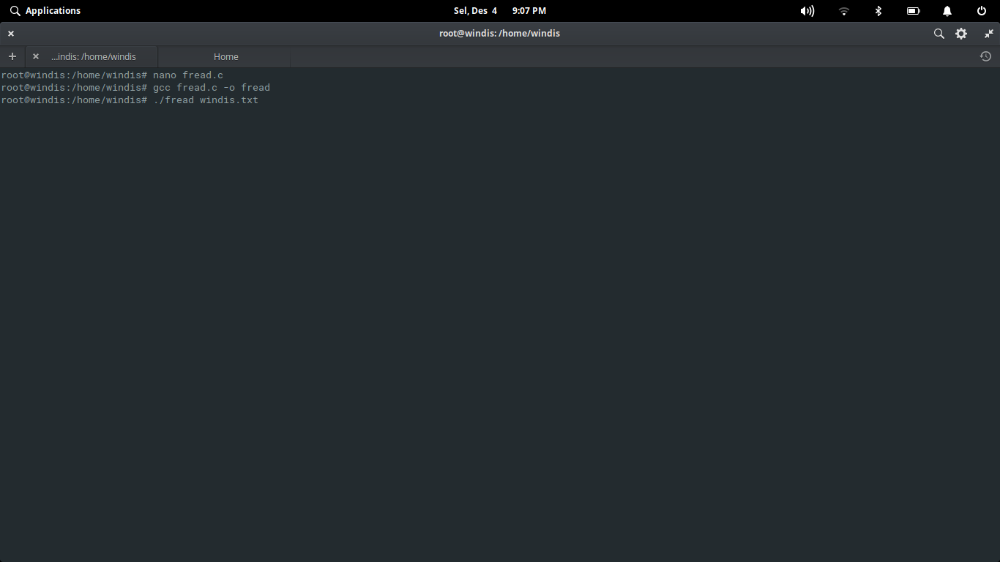 Applications
Sel, Des 4 9:07 PM
root@windis: /home/windis
...indis: /home/windis
Home
root@windis:/home/windis# nano fread.c
root@windis:/home/windis# gcc fread.c -o fread
root@windis:/home/windis# ./fread windis.txt